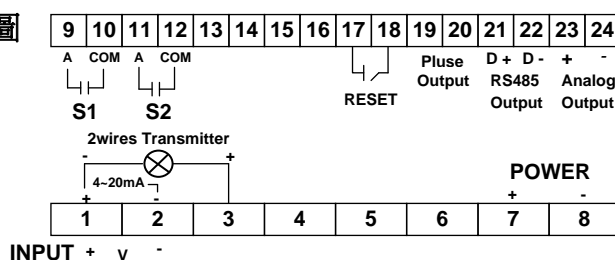 圖
9 10 11 12 13 14 15 16 17 18 19 20 21 22 23 24
A COM A COM
S1 S2
RESET
Pluse Output
D + D -
RS485 Output
+ -
Analog Output
2wires Transmitter
- +
4~20mA
+ -
POWER
+ -
1 2 3 4 5 6 7 8
INPUT + V -